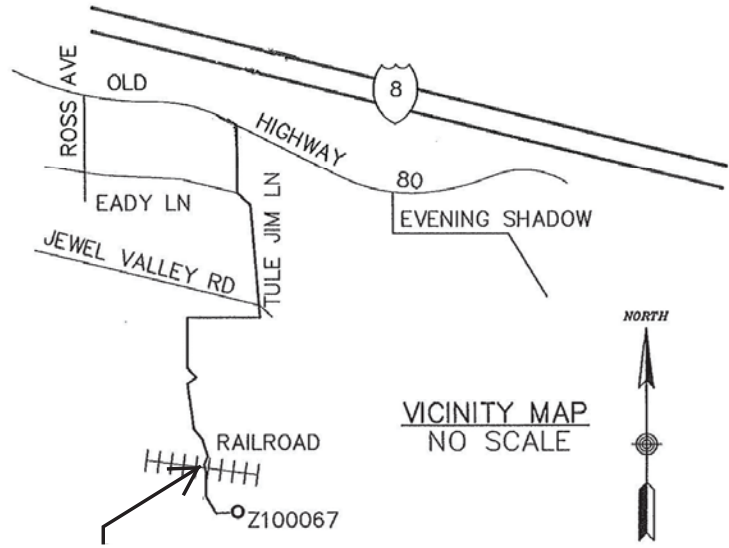 8
ROSS AVE
OLD
HIGHWAY
80
EADY LN
TULE JIM LN
EVENING SHADOW
JEWEL VALLEY RD
NORTH
VICINITY MAP
NO SCALE
RAILROAD
Z100067